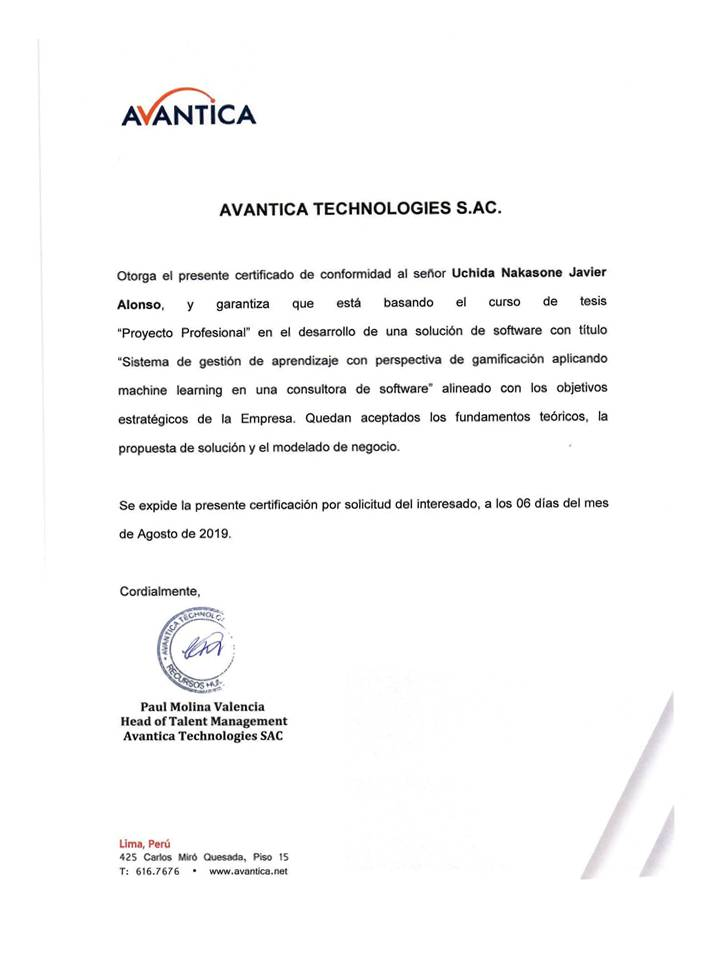 AVANTICA
AVANTICA TECHNOLOGIES S.AC.
Otorga el presente certificado de conformidad al señor Uchida Nakasone Javier
Alonso, y garantiza que está basando el curso de tesis
“Proyecto Profesional” en el desarrollo de una solución de software con título
“Sistema de gestión de aprendizaje con perspectiva de gamificación aplicando
machine learning en una consultora de software” alineado con los objetivos
estratégicos de la Empresa. Quedan aceptados los fundamentos teóricos, la
propuesta de solución y el modelado de negocio.
Se expide la presente certificación por solicitud del interesado, a los 06 días del mes
de Agosto de 2019.
Cordialmente,
AVANTICA TECHNOLO
RECURSOS HU
Paul Molina Valencia
Head of Talent Management
Avantica Technologies SAC
Lima, Perú
425 Carlos Miró Quesada, Piso 15
T: 616.7676 • www.avantica.net